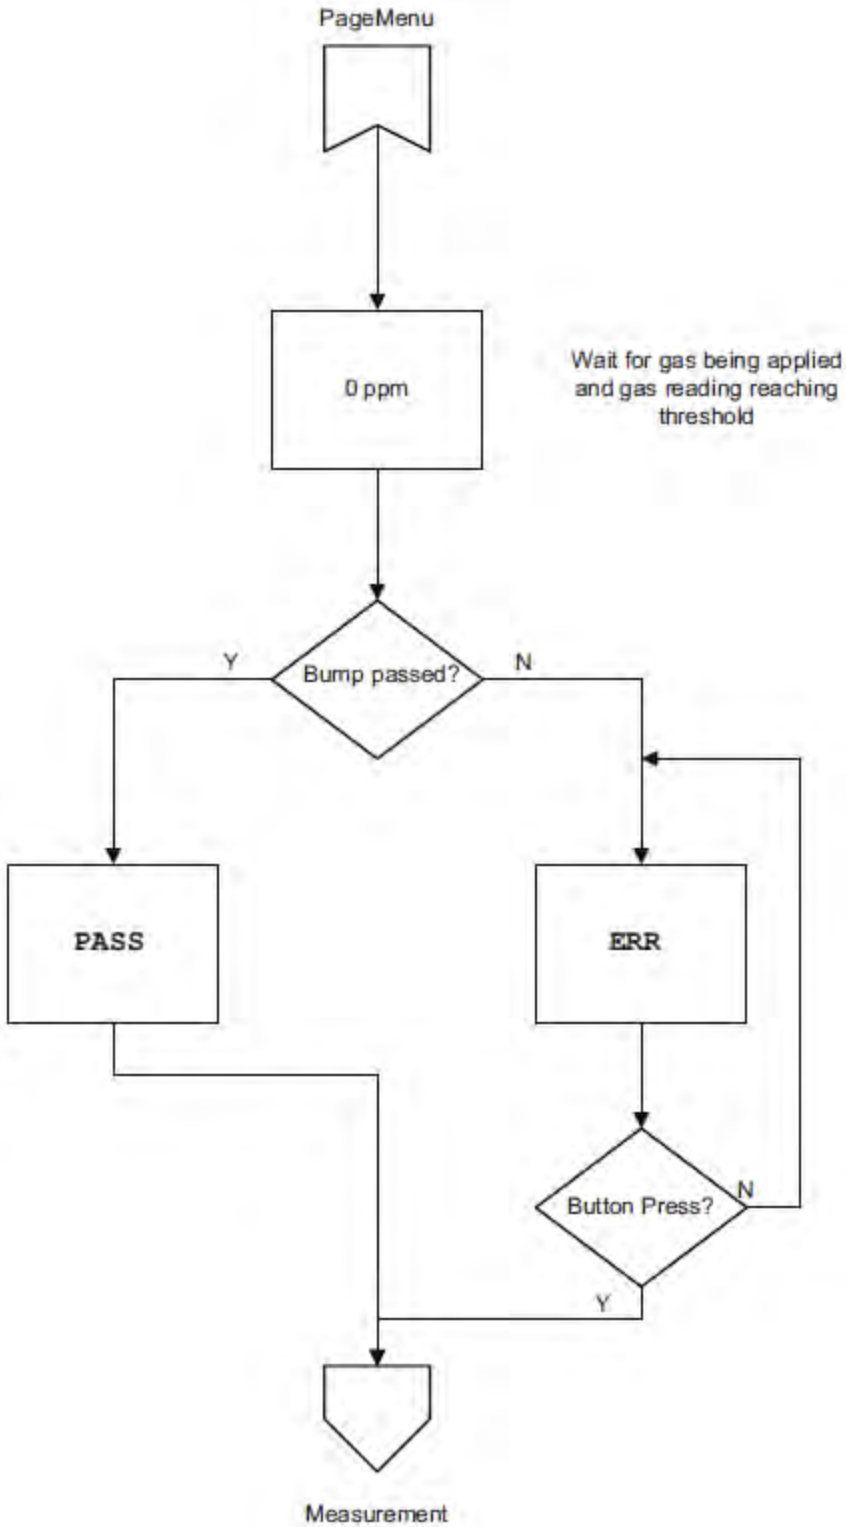 PageMenu
0 ppm
Wait for gas being applied
and gas reading reaching
threshold
Y
Bump passed?
N
PASS
ERR
Button Press?
N
Y
Measurement